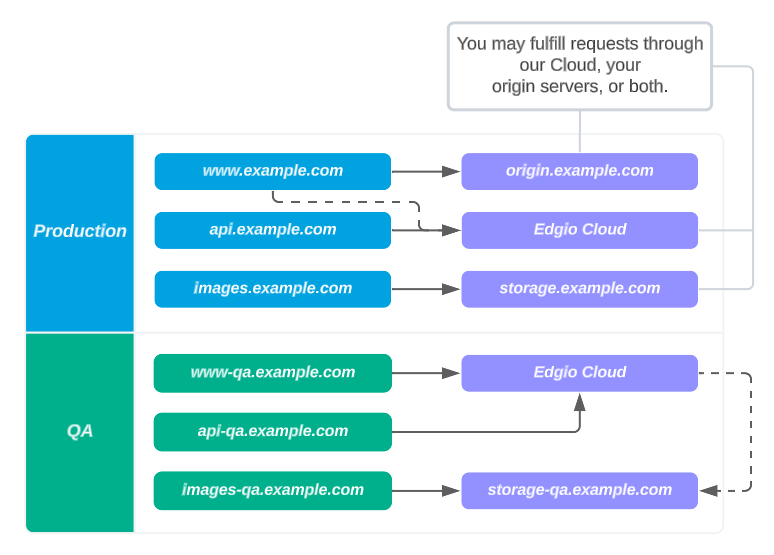 You may fulfill requests through
our Cloud, your
origin servers, or both.
Production
www.example.com
origin.example.com
api.example.com
Edgio Cloud
images.example.com
storage.example.com
QA
www-qa.example.com
Edgio Cloud
api-qa.example.com
images-qa.example.com
storage-qa.example.com